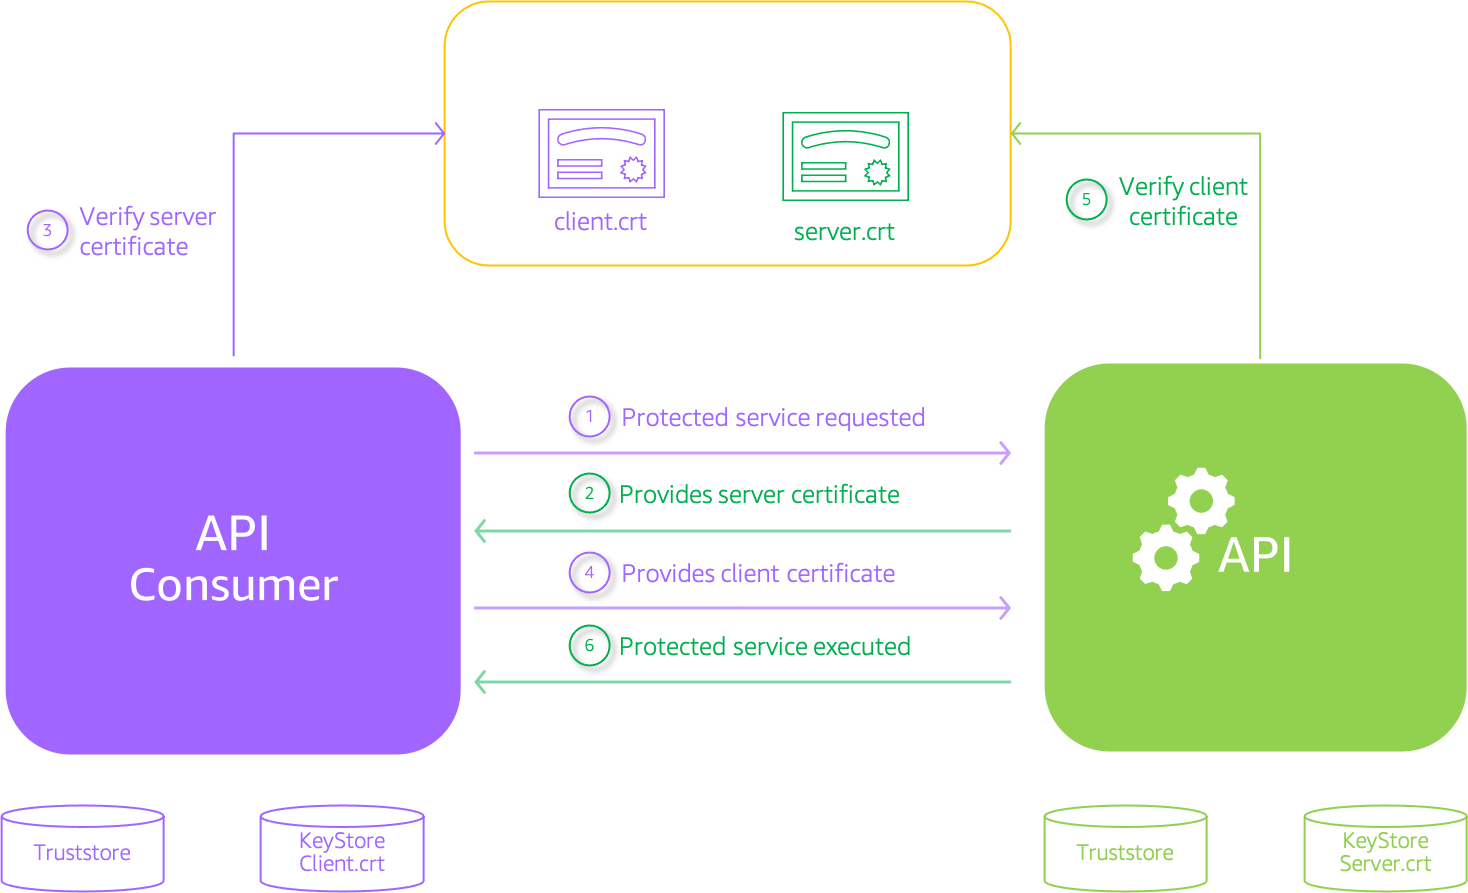 client.crt
server.crt
3
Verify server
certificate
5
Verify client
certificate
1
Protected service requested
2
Provides server certificate
4
Provides client certificate
6
Protected service executed
API
Consumer
API
Truststore
KeyStore
Client.crt
Truststore
KeyStore
Server.crt